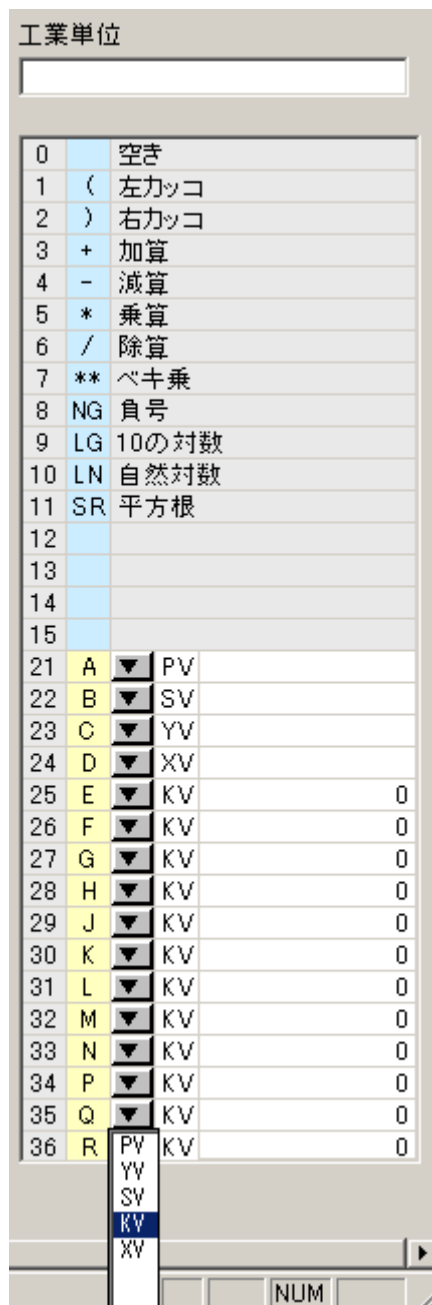 工業単位
0 空き
1 ( 左カッコ
2 ) 右カッコ
3 + 加算
4 - 減算
5 * 乗算
6 / 除算
7 ** ベキ乗
8 NG 負号
9 LG 10の対数
10 LN 自然対数
11 SR 平方根
12
13
14
15
21 A ▼ PV
22 B ▼ SV
23 C ▼ YV
24 D ▼ XV
25 E ▼ KV 0
26 F ▼ KV 0
27 G ▼ KV 0
28 H ▼ KV 0
29 J ▼ KV 0
30 K ▼ KV 0
31 L ▼ KV 0
32 M ▼ KV 0
33 N ▼ KV 0
34 P ▼ KV 0
35 Q ▼ KV 0
36 R KV 0
PV
YV
SV
KV
XV
NUM